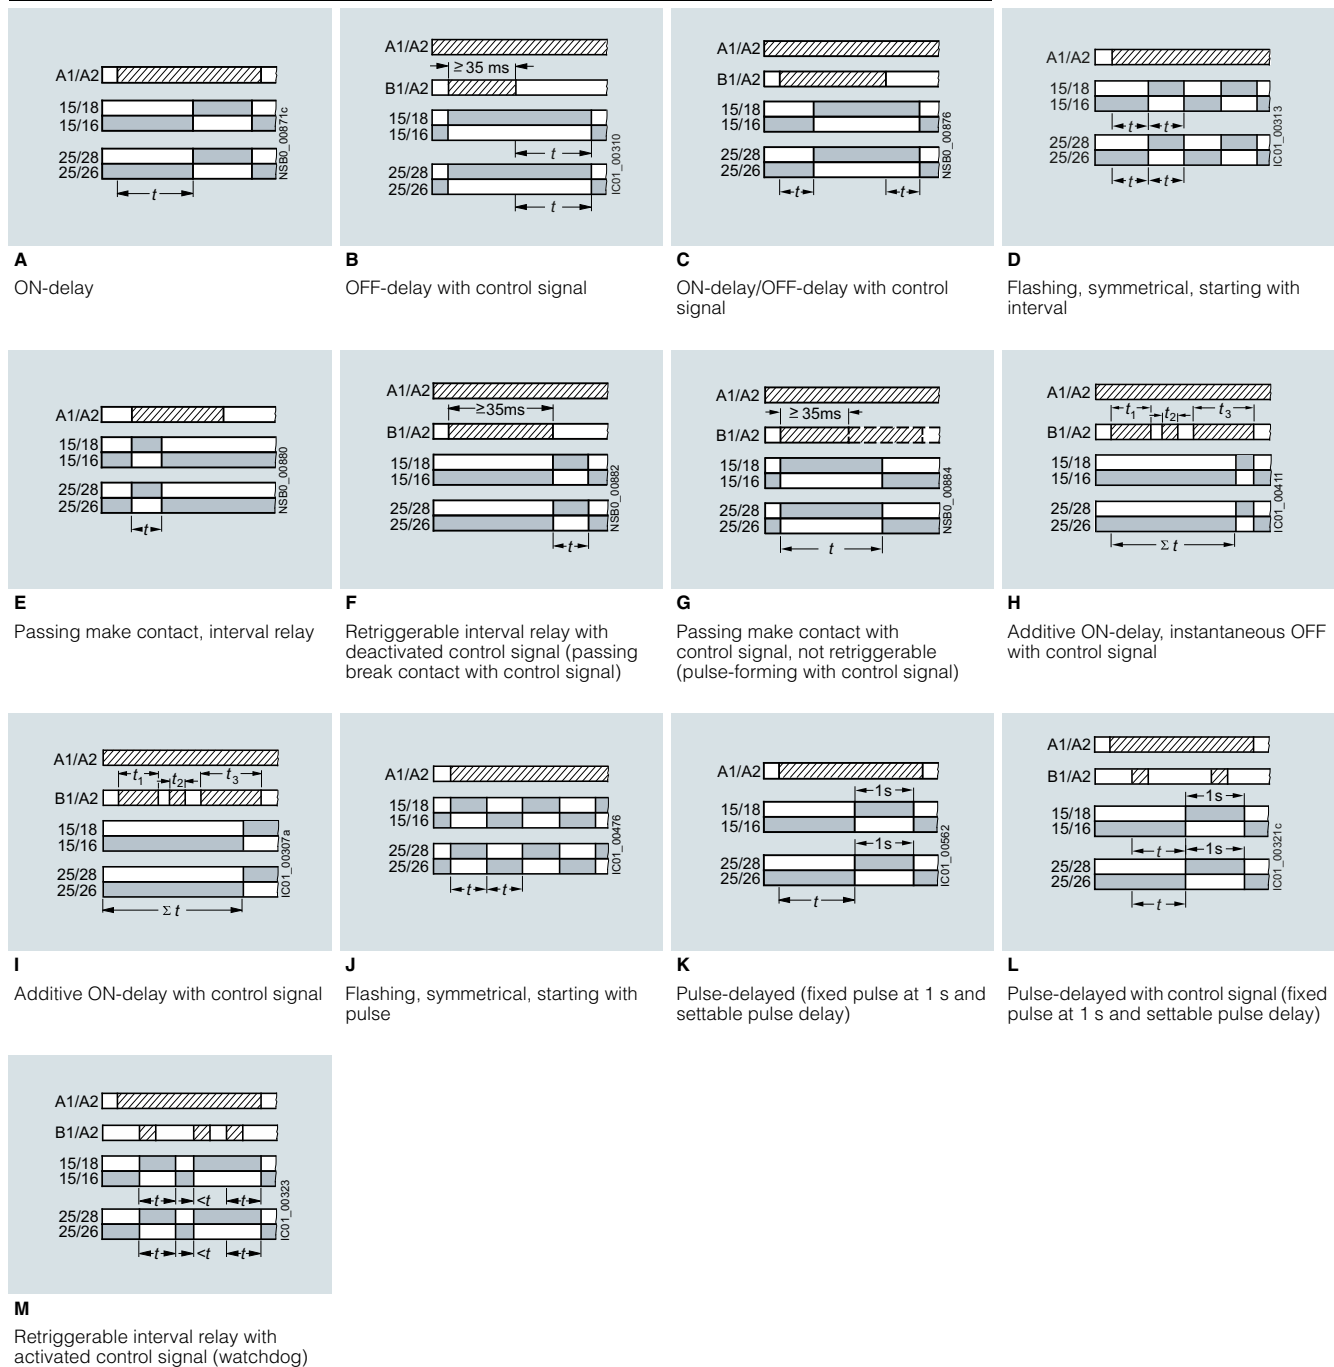 A1/A2
15/18
15/16
25/28
25/26
t
NSB0_00871c
A
ON-delay
A1/A2
≥ 35 ms
B1/A2
15/18
15/16
t
25/28
25/26
t
IC01_00310
B
OFF-delay with control signal
A1/A2
B1/A2
15/18
15/16
25/28
25/26
t t
NSB0_00876
C
ON-delay/OFF-delay with control
signal
A1/A2
15/18
15/16
t t
25/28
25/26
t t
IC01_00313
D
Flashing, symmetrical, starting with
interval
A1/A2
15/18
15/16
25/28
25/26
t
NSB0_00880
E
Passing make contact, interval relay
A1/A2
≥35ms
B1/A2
15/18
15/16
25/28
25/26
t
NSB0_00882
F
Retriggerable interval relay with
deactivated control signal (passing
break contact with control signal)
A1/A2
≥ 35ms
B1/A2
15/18
15/16
25/28
25/26
t
NSB0_00884
G
Passing make contact with
control signal, not retriggerable
(pulse-forming with control signal)
A1/A2
t1 t2 t3
B1/A2
15/18
15/16
25/28
25/26
Σ t
IC01_00411
H
Additive ON-delay, instantaneous OFF
with control signal
A1/A2
t1 t2 t3
B1/A2
15/18
15/16
25/28
25/26
Σ t
IC01_00307a
I
Additive ON-delay with control signal
A1/A2
15/18
15/16
25/28
25/26
t t
IC01_00476
J
Flashing, symmetrical, starting with
pulse
A1/A2
1s
15/18
15/16
1s
25/28
25/26
t
IC01_00562
K
Pulse-delayed (fixed pulse at 1 s and
settable pulse delay)
A1/A2
B1/A2
1s
15/18
15/16
t 1s
25/28
25/26
t
IC01_00321c
L
Pulse-delayed with control signal (fixed
pulse at 1 s and settable pulse delay)
A1/A2
B1/A2
15/18
15/16
t <t t
25/28
25/26
t <t t
IC01_00323
M
Retriggerable interval relay with
activated control signal (watchdog)